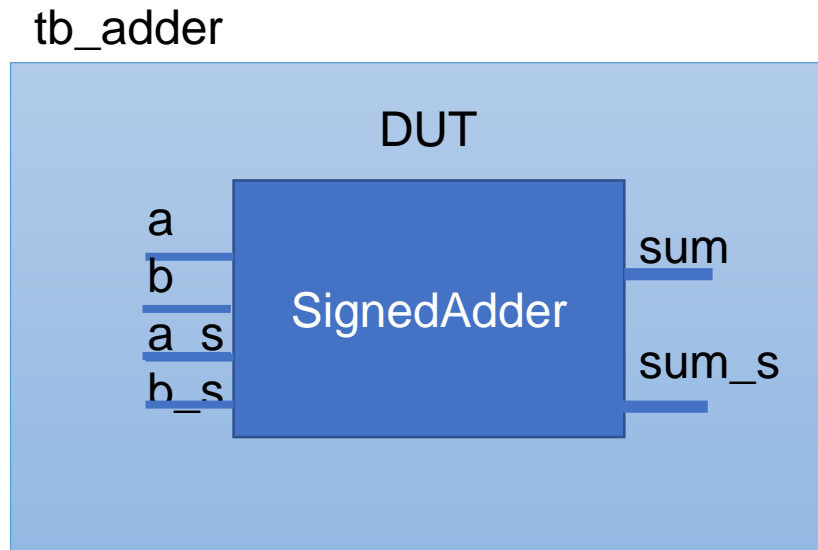 tb_adder
DUT
a
b
a_s
b_s
SignedAdder
sum
sum_s